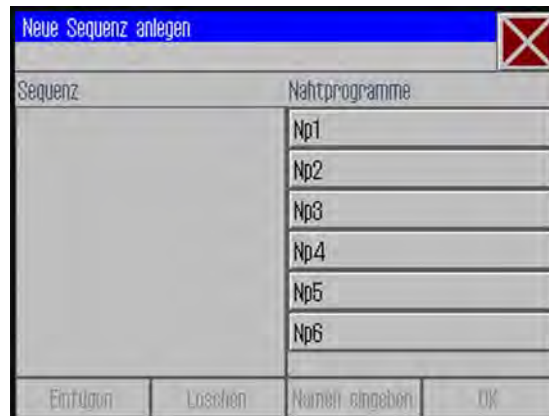 Neue Sequenz anlegen
Sequenz
Nahtprogramme
Np1
Np2
Np3
Np4
Np5
Np6
Einfügen
Löschen
Namen eingeben
OK